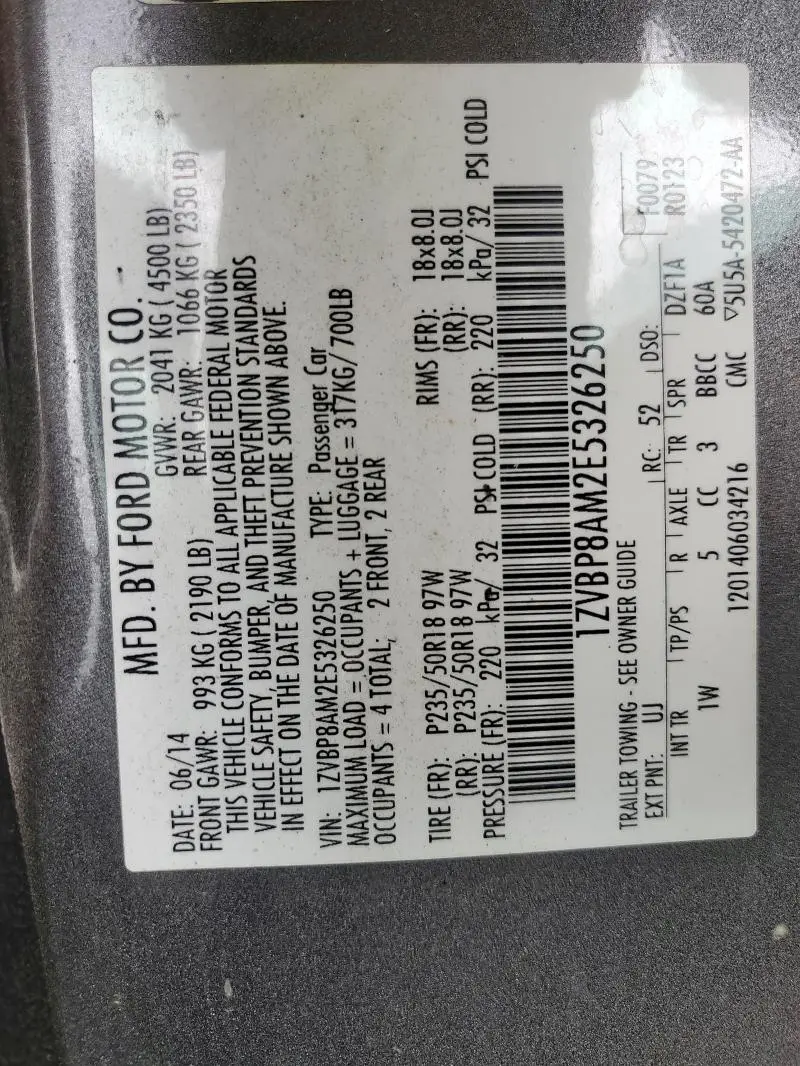 MFD. BY FORD MOTOR CO.
DATE: 06/14 GVWR: 2041 KG ( 4500 LB)
FRONT GAWR: 993 KG ( 2190 LB) REAR GAWR: 1066 KG ( 2350 LB)
THIS VEHICLE CONFORMS TO ALL APPLICABLE FEDERAL MOTOR
VEHICLE SAFETY, BUMPER, AND THEFT PREVENTION STANDARDS
IN EFFECT ON THE DATE OF MANUFACTURE SHOWN ABOVE.
VIN: 1ZVBP8AM2E5326250 TYPE: Passenger Car
MAXIMUM LOAD = OCCUPANTS + LUGGAGE = 317KG/700LB
OCCUPANTS = 4 TOTAL; 2 FRONT, 2 REAR
TIRE (FR): P235/50R18 97W RIMS (FR): 18x8.0J
(RR): P235/50R18 97W (RR): 18x8.0J
PRESSURE (FR): 220 kPa/ 32 PSI COLD (RR): 220 kPa/ 32 PSI COLD
1ZVBP8AM2E5326250
TRAILER TOWING - SEE OWNER GUIDE
EXT PNT: UJ RC: 52 DSO: F0079
INT TR TP/PS R AXLE TR SPR DZF1A R0123
1W 5 CC 3 BBCC 60A
1201406034216 CMC ▽5U5A-5420472-AA